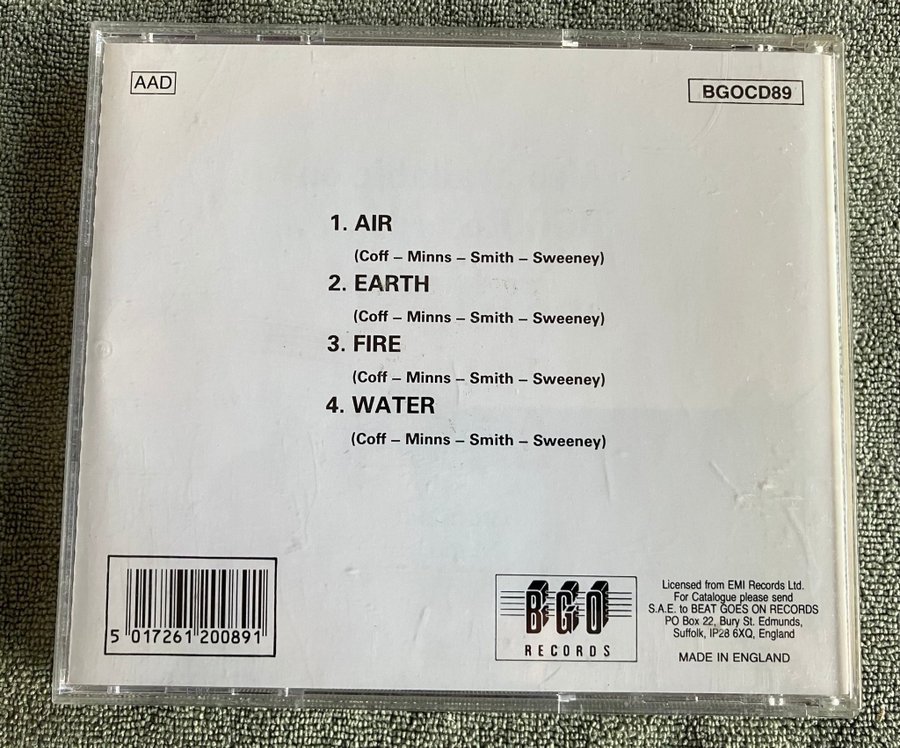 AAD
BGOCD89
1. AIR
(Coff – Minns – Smith – Sweeney)
2. EARTH
(Coff – Minns – Smith – Sweeney)
3. FIRE
(Coff – Minns – Smith – Sweeney)
4. WATER
(Coff – Minns – Smith – Sweeney)
5 017261 200891
BGO
RECORDS
Licensed from EMI Records Ltd.
For Catalogue please send
S.A.E. to BEAT GOES ON RECORDS
PO Box 22, Bury St. Edmunds,
Suffolk, IP28 6XQ, England
MADE IN ENGLAND